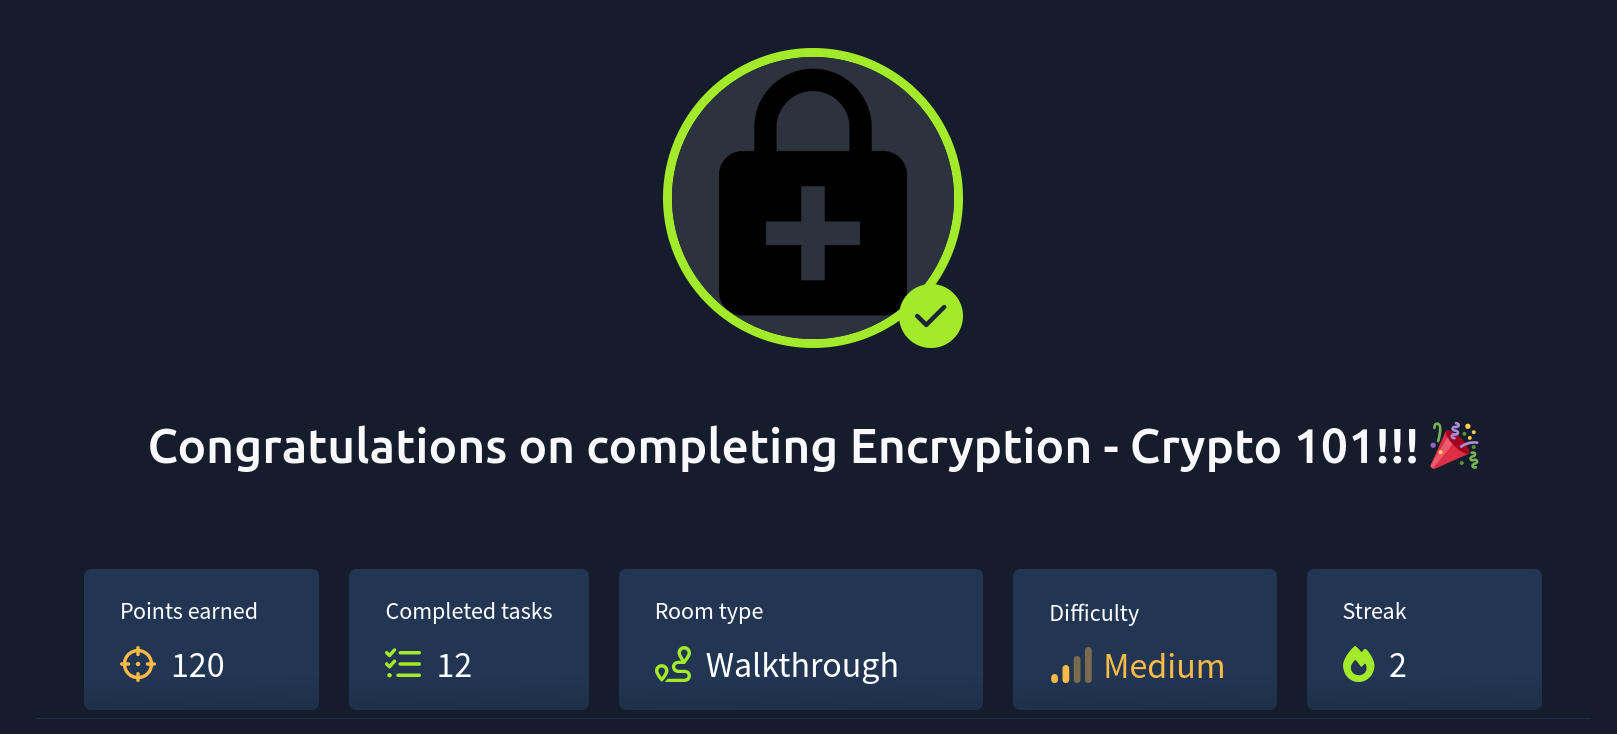 Congratulations on completing Encryption - Crypto 101!!! 🎉
Points earned
120
Completed tasks
12
Room type
Walkthrough
Difficulty
Medium
Streak
2